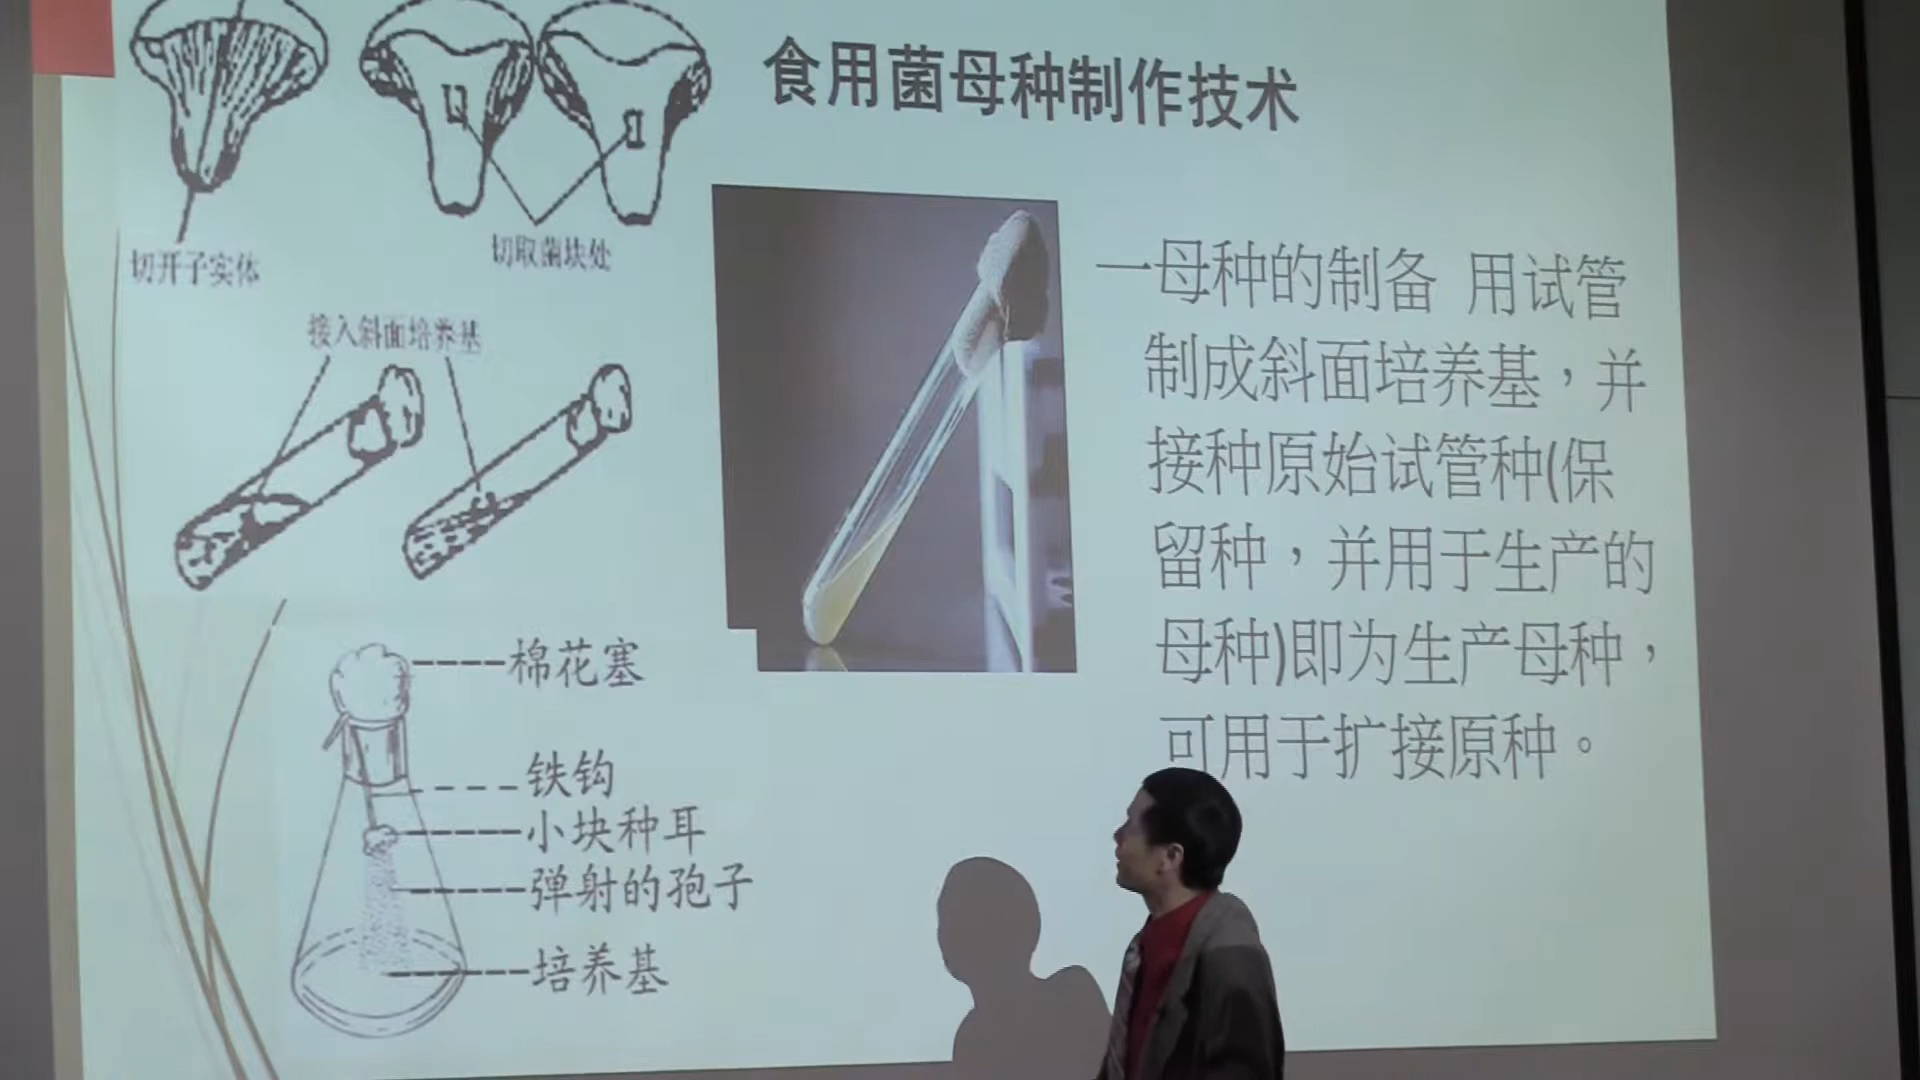 食用菌母种制作技术
切开子实体
切取菌块处
接入斜面培养基
棉花塞
铁钩
小块种耳
弹射的孢子
培养基
一母种的制备 用试管
制成斜面培养基，并
接种原始试管种(保
留种，并用于生产的
母种)即为生产母种，
可用于扩接原种。